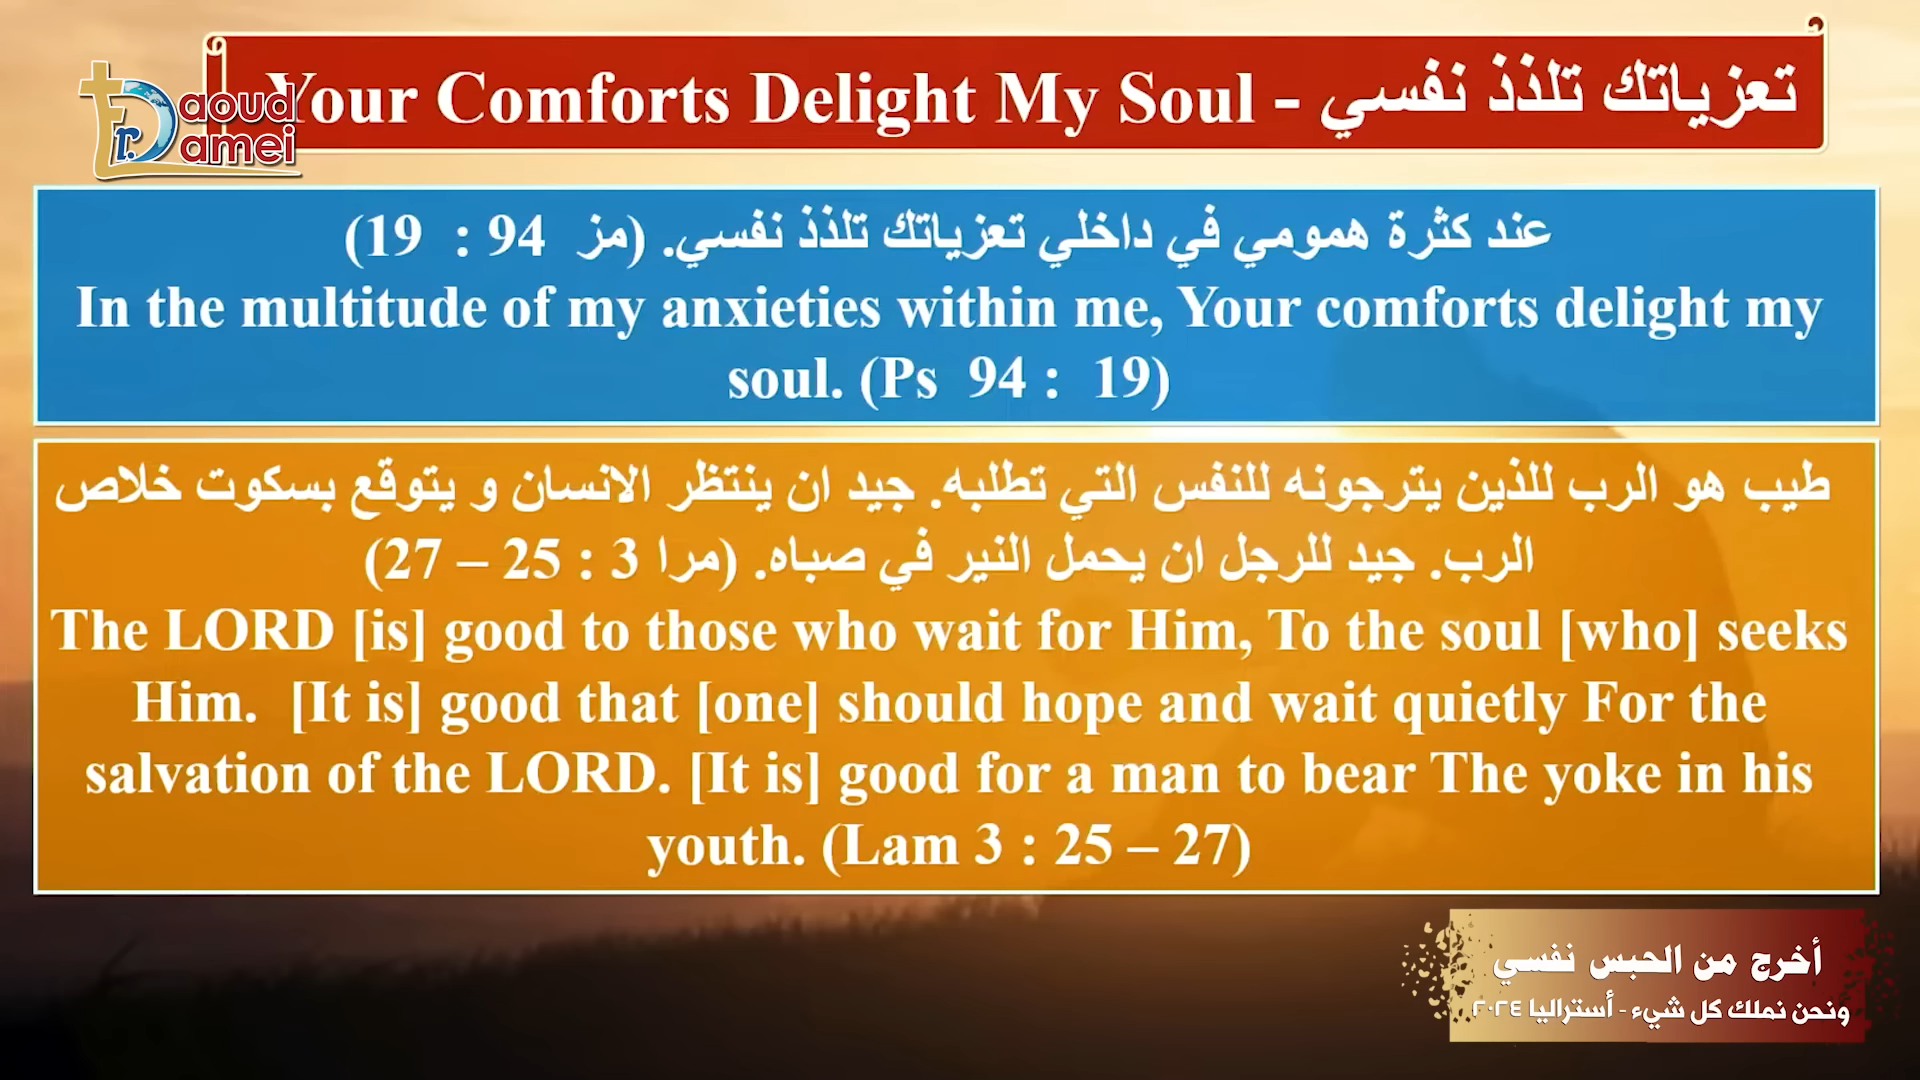 Dr. Daoud Lamei
Your Comforts Delight My Soul - تعزياتك تلذذ نفسي
عند كثرة همومي في داخلي تعزياتك تلذذ نفسي. (مز 94 : 19)
In the multitude of my anxieties within me, Your comforts delight my
soul. (Ps 94 : 19)
طيب هو الرب للذين يترجونه للنفس التي تطلبه. جيد ان ينتظر الانسان و يتوقع بسكوت خلاص
الرب. جيد للرجل ان يحمل النير في صباه. (مرا 3 : 25 – 27)
The LORD [is] good to those who wait for Him, To the soul [who] seeks
Him. [It is] good that [one] should hope and wait quietly For the
salvation of the LORD. [It is] good for a man to bear The yoke in his
youth. (Lam 3 : 25 – 27)
أخرج من الحبس نفسي
ونحن نملك كل شيء - أستراليا ٢٠٢٤